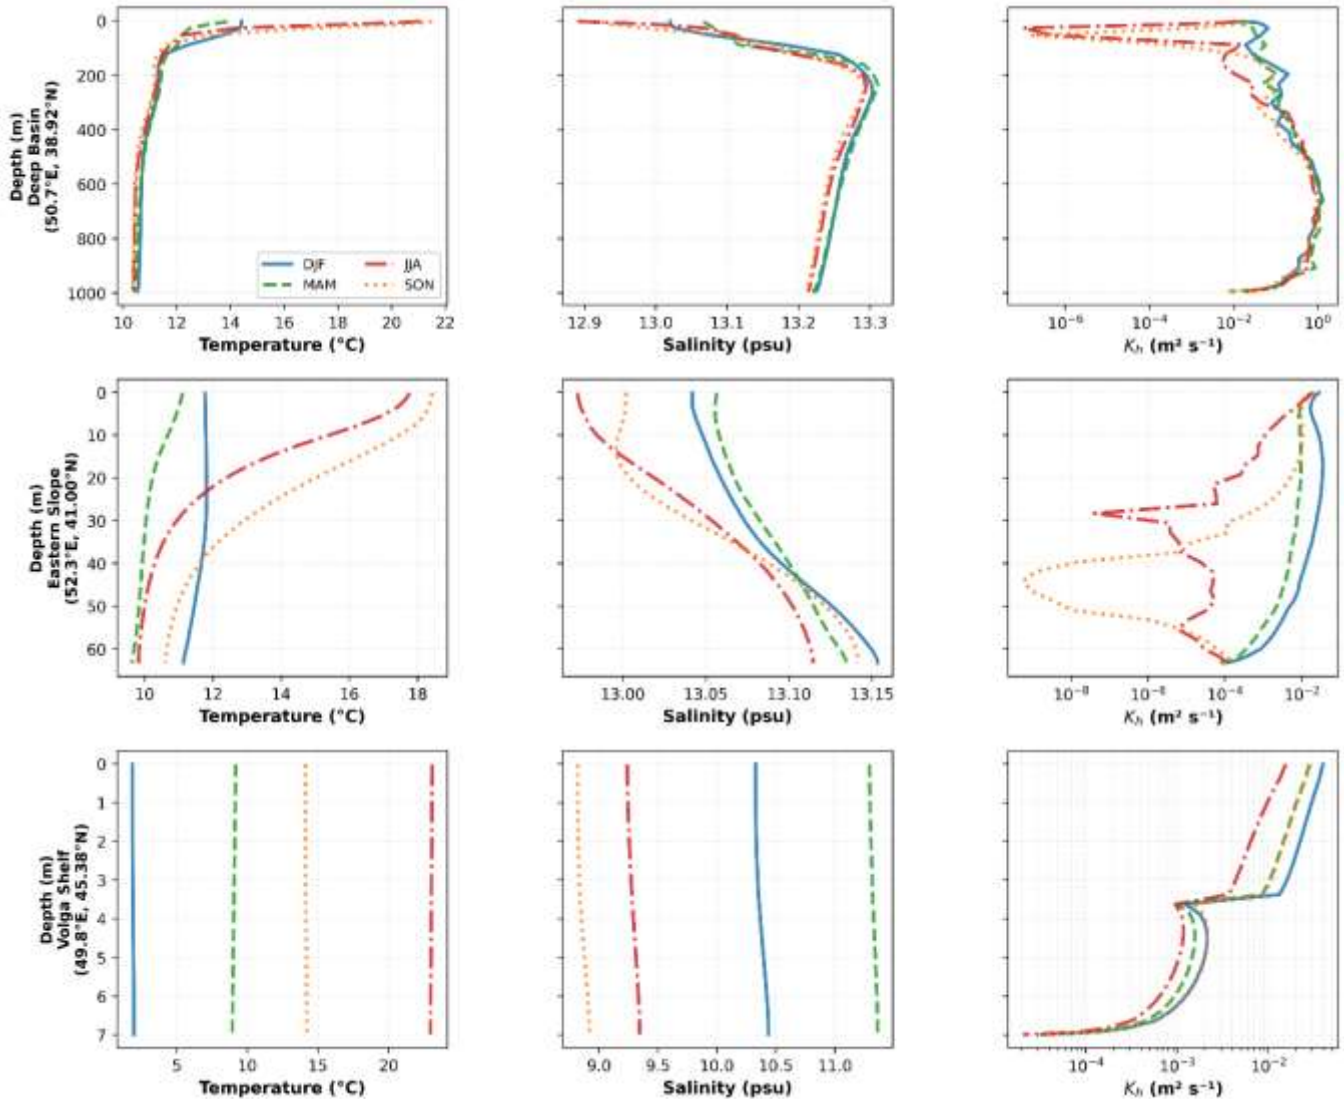 0
200
400
600
800
1000
Depth (m)
Deep Basin
(50.7°E, 38.92°N)
DJF
MAM
JJA
SON
10 12 14 16 18 20 22
Temperature (°C)
12.9 13.0 13.1 13.2 13.3
Salinity (psu)
10⁻⁶ 10⁻⁴ 10⁻² 10⁰
Kₕ (m² s⁻¹)
0
10
20
30
40
50
60
Depth (m)
Eastern Slope
(52.3°E, 41.00°N)
10 12 14 16 18
Temperature (°C)
13.00 13.05 13.10 13.15
Salinity (psu)
10⁻⁸ 10⁻⁶ 10⁻⁴ 10⁻²
Kₕ (m² s⁻¹)
0
1
2
3
4
5
6
7
Depth (m)
Volga Shelf
(49.8°E, 45.38°N)
5 10 15 20
Temperature (°C)
9.0 9.5 10.0 10.5 11.0
Salinity (psu)
10⁻⁴ 10⁻³ 10⁻²
Kₕ (m² s⁻¹)